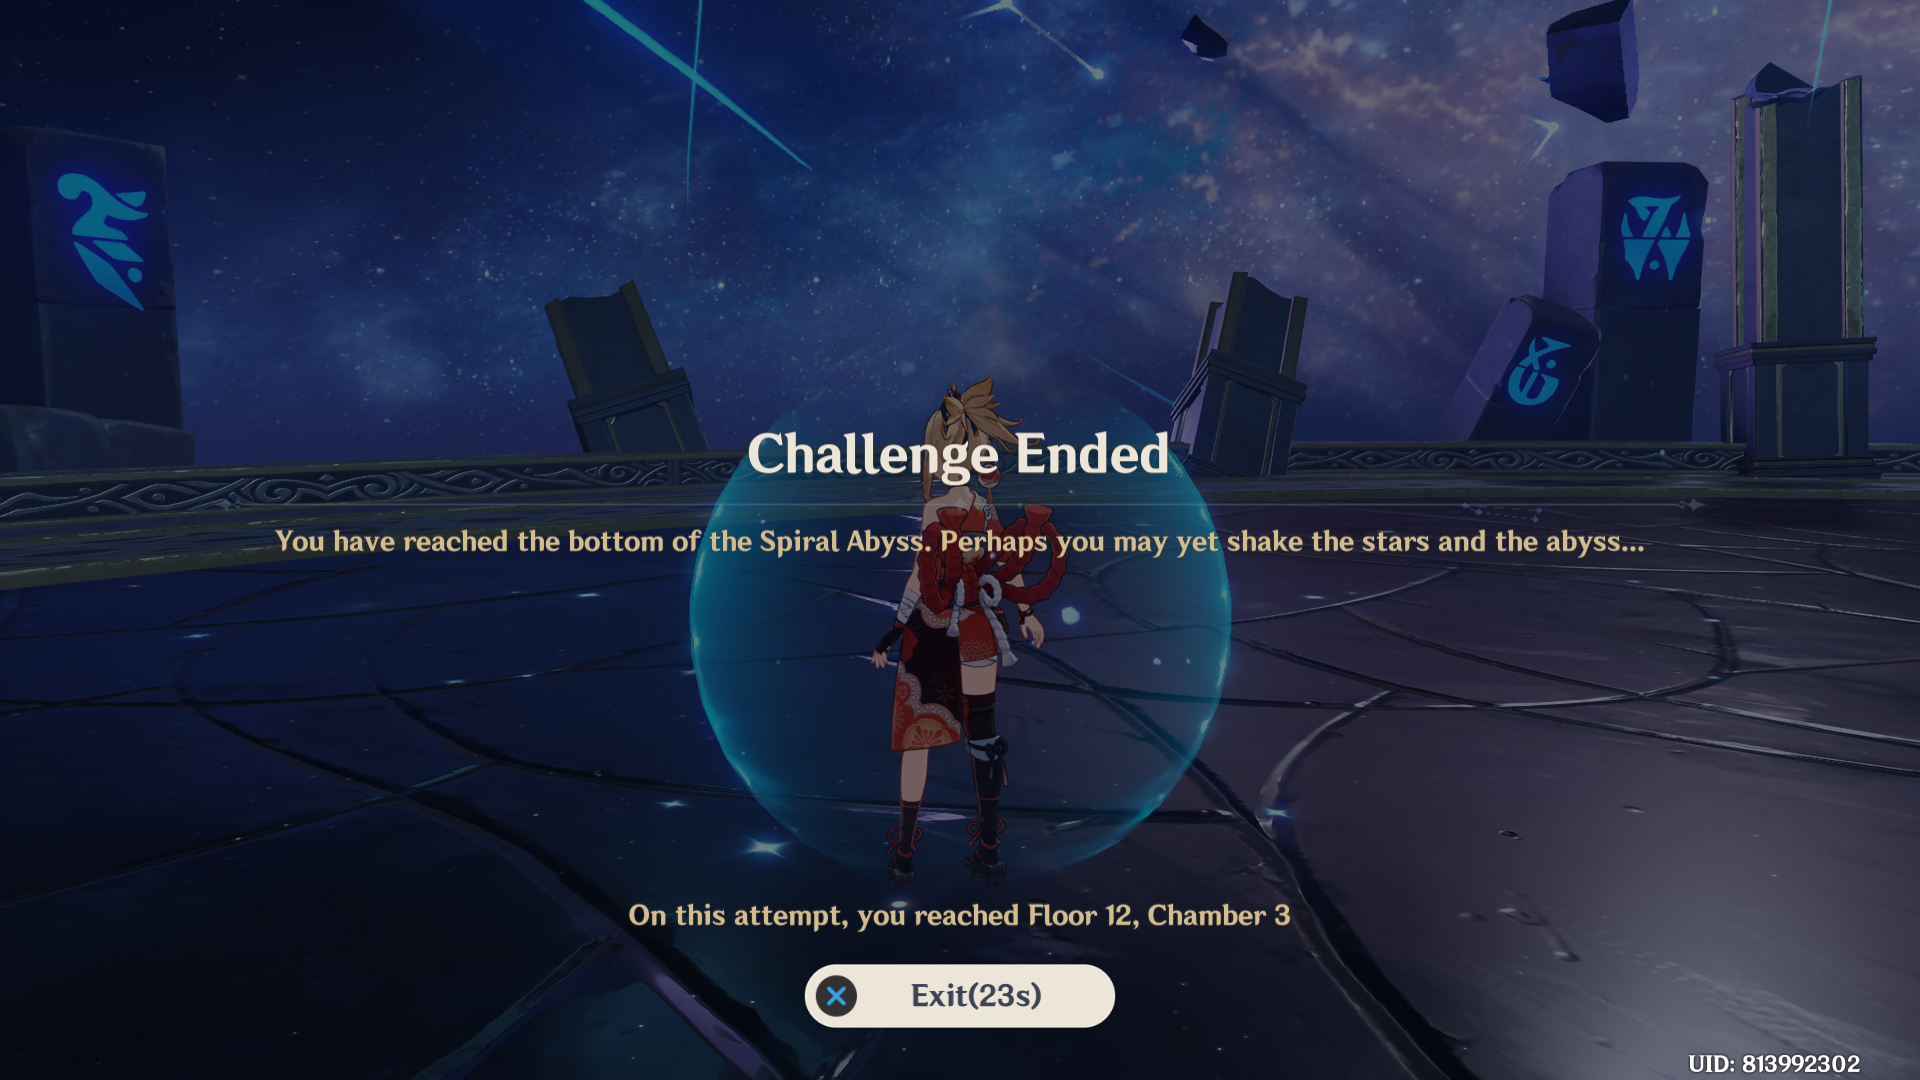 Challenge Ended
You have reached the bottom of the Spiral Abyss. Perhaps you may yet shake the stars and the abyss...
On this attempt, you reached Floor 12, Chamber 3
Exit(23s)
UID: 813992302